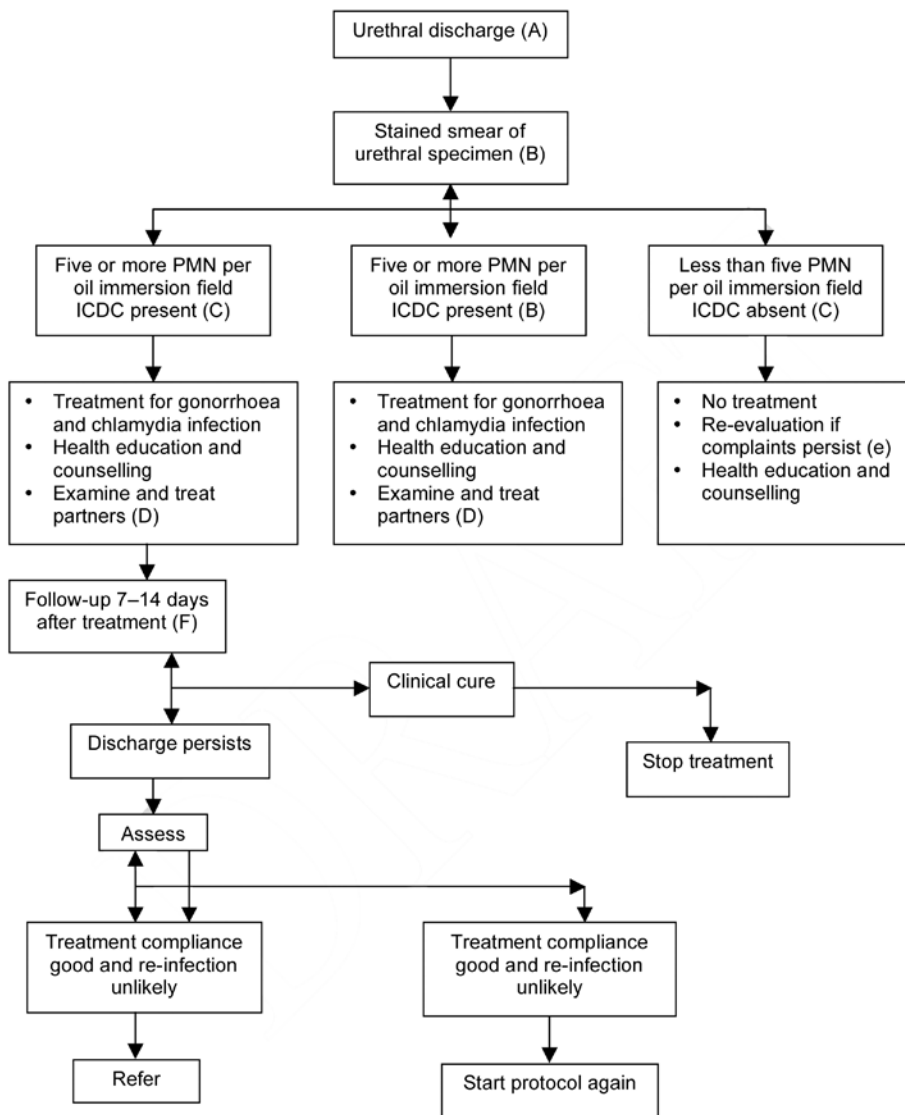 Urethral discharge (A)
Stained smear of
urethral specimen (B)
Five or more PMN per
oil immersion field
ICDC present (C)
Five or more PMN per
oil immersion field
ICDC present (B)
Less than five PMN
per oil immersion field
ICDC absent (C)
• Treatment for gonorrhoea
and chlamydia infection
• Health education and
counselling
• Examine and treat
partners (D)
• Treatment for gonorrhoea
and chlamydia infection
• Health education and
counselling
• Examine and treat
partners (D)
• No treatment
• Re-evaluation if
complaints persist (e)
• Health education and
counselling
Follow-up 7–14 days
after treatment (F)
Clinical cure
Discharge persists
Stop treatment
Assess
Treatment compliance
good and re-infection
unlikely
Treatment compliance
good and re-infection
unlikely
Refer
Start protocol again